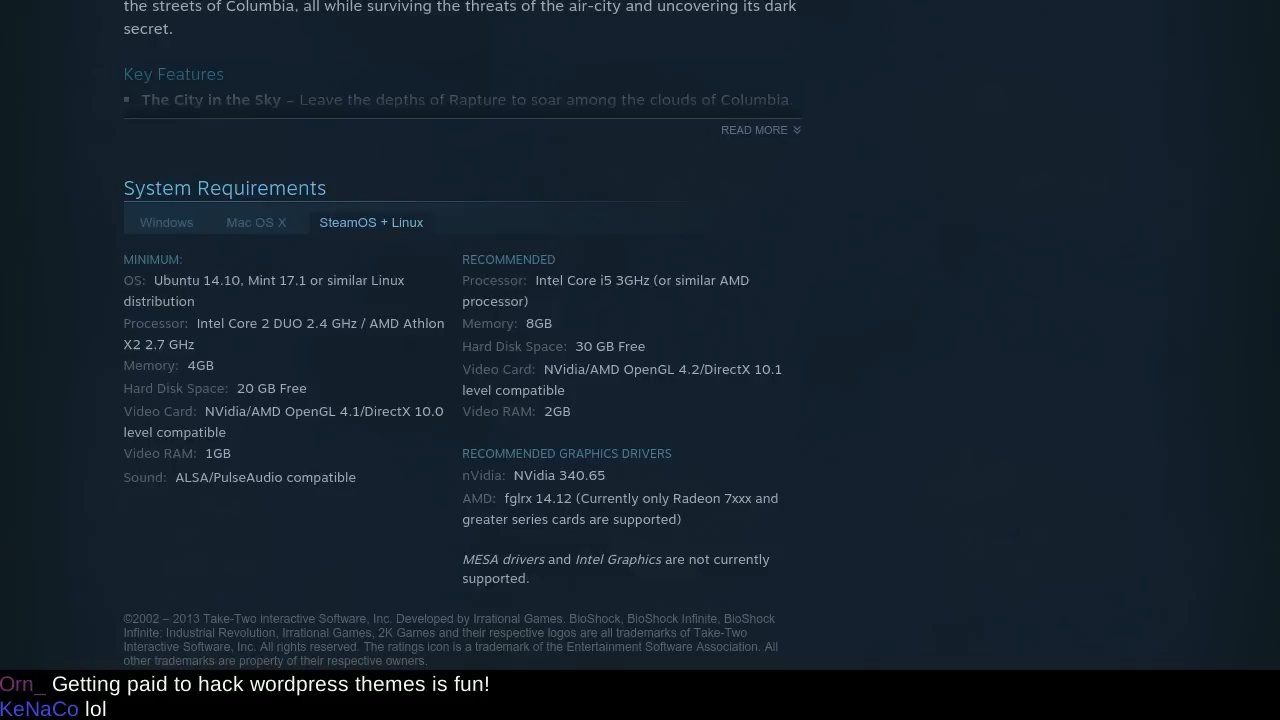 the streets of Columbia, all while surviving the threats of the air-city and uncovering its dark
secret.
Key Features
▪ The City in the Sky – Leave the depths of Rapture to soar among the clouds of Columbia.
READ MORE
System Requirements
Windows Mac OS X SteamOS + Linux
MINIMUM:
OS: Ubuntu 14.10, Mint 17.1 or similar Linux
distribution
Processor: Intel Core 2 DUO 2.4 GHz / AMD Athlon
X2 2.7 GHz
Memory: 4GB
Hard Disk Space: 20 GB Free
Video Card: NVidia/AMD OpenGL 4.1/DirectX 10.0
level compatible
Video RAM: 1GB
Sound: ALSA/PulseAudio compatible
RECOMMENDED
Processor: Intel Core i5 3GHz (or similar AMD
processor)
Memory: 8GB
Hard Disk Space: 30 GB Free
Video Card: NVidia/AMD OpenGL 4.2/DirectX 10.1
level compatible
Video RAM: 2GB
RECOMMENDED GRAPHICS DRIVERS
nVidia: NVidia 340.65
AMD: fglrx 14.12 (Currently only Radeon 7xxx and
greater series cards are supported)
MESA drivers and Intel Graphics are not currently
supported.
©2002 – 2013 Take-Two interactive Software, Inc. Developed by Irrational Games. BioShock, BioShock Infinite, BioShock
Infinite: Industrial Revolution, Irrational Games, 2K Games and their respective logos are all trademarks of Take-Two
Interactive Software, Inc. All rights reserved. The ratings icon is a trademark of the Entertainment Software Association. All
other trademarks are property of their respective owners.
Orn_ Getting paid to hack wordpress themes is fun!
KeNaCo lol